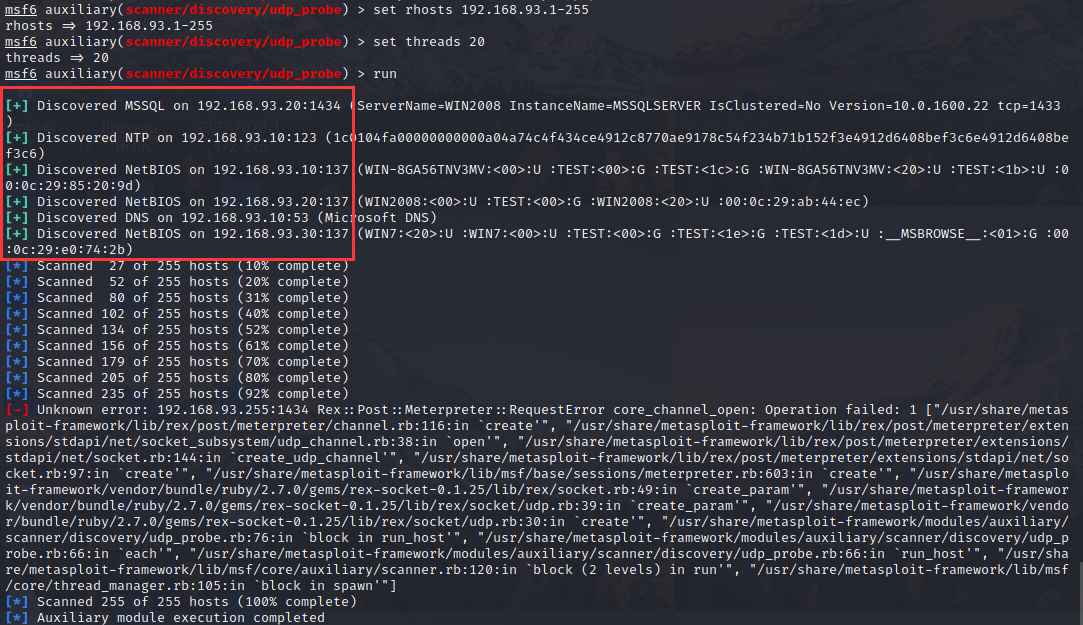 msf6 auxiliary(scanner/discovery/udp_probe) > set rhosts 192.168.93.1-255
rhosts => 192.168.93.1-255
msf6 auxiliary(scanner/discovery/udp_probe) > set threads 20
threads => 20
msf6 auxiliary(scanner/discovery/udp_probe) > run
[+] Discovered MSSQL on 192.168.93.20:1434 (ServerName=WIN2008 InstanceName=MSSQLSERVER IsClustered=No Version=10.0.1600.22 tcp=1433
)
[+] Discovered NTP on 192.168.93.10:123 (1c0104fa00000000000a04a74c4f434ce4912c8770ae9178c54f234b71b152f3e4912d6408bef3c6e4912d6408be
f3c6)
[+] Discovered NetBIOS on 192.168.93.10:137 (WIN-8GA56TNV3MV:<00>:U :TEST:<00>:G :TEST:<1c>:G :WIN-8GA56TNV3MV:<20>:U :TEST:<1b>:U :0
0:0c:29:85:20:9d)
[+] Discovered NetBIOS on 192.168.93.20:137 (WIN2008:<00>:U :TEST:<00>:G :WIN2008:<20>:U :00:0c:29:ab:44:ec)
[+] Discovered DNS on 192.168.93.10:53 (Microsoft DNS)
[+] Discovered NetBIOS on 192.168.93.30:137 (WIN7:<20>:U :WIN7:<00>:U :TEST:<00>:G :TEST:<1e>:G :TEST:<1d>:U :__MSBROWSE__:<01>:G :00
:0c:29:e0:74:2b)
[*] Scanned  27 of 255 hosts (10% complete)
[*] Scanned  52 of 255 hosts (20% complete)
[*] Scanned  80 of 255 hosts (31% complete)
[*] Scanned 102 of 255 hosts (40% complete)
[*] Scanned 134 of 255 hosts (52% complete)
[*] Scanned 156 of 255 hosts (61% complete)
[*] Scanned 179 of 255 hosts (70% complete)
[*] Scanned 205 of 255 hosts (80% complete)
[*] Scanned 235 of 255 hosts (92% complete)
[-] Unknown error: 192.168.93.255:1434 Rex::Post::Meterpreter::RequestError core_channel_open: Operation failed: 1 ["/usr/share/metas
ploit-framework/lib/rex/post/meterpreter/channel.rb:116:in `create'", "/usr/share/metasploit-framework/lib/rex/post/meterpreter/exten
sions/stdapi/net/socket_subsystem/udp_channel.rb:38:in `open'", "/usr/share/metasploit-framework/lib/rex/post/meterpreter/extensions/
stdapi/net/socket.rb:144:in `create_udp_channel'", "/usr/share/metasploit-framework/lib/rex/post/meterpreter/extensions/stdapi/net/so
cket.rb:97:in `create'", "/usr/share/metasploit-framework/lib/msf/base/sessions/meterpreter.rb:603:in `create'", "/usr/share/metasplo
it-framework/vendor/bundle/ruby/2.7.0/gems/rex-socket-0.1.25/lib/rex/socket.rb:49:in `create_param'", "/usr/share/metasploit-framewor
k/vendor/bundle/ruby/2.7.0/gems/rex-socket-0.1.25/lib/rex/socket/udp.rb:39:in `create_param'", "/usr/share/metasploit-framework/vendo
r/bundle/ruby/2.7.0/gems/rex-socket-0.1.25/lib/rex/socket/udp.rb:30:in `create'", "/usr/share/metasploit-framework/modules/auxiliary/
scanner/discovery/udp_probe.rb:76:in `block in run_host'", "/usr/share/metasploit-framework/modules/auxiliary/scanner/discovery/udp_p
robe.rb:66:in `each'", "/usr/share/metasploit-framework/modules/auxiliary/scanner/discovery/udp_probe.rb:66:in `run_host'", "/usr/sha
re/metasploit-framework/lib/msf/core/auxiliary/scanner.rb:120:in `block (2 levels) in run'", "/usr/share/metasploit-framework/lib/msf
/core/thread_manager.rb:105:in `block in spawn'"]
[*] Scanned 255 of 255 hosts (100% complete)
[*] Auxiliary module execution completed